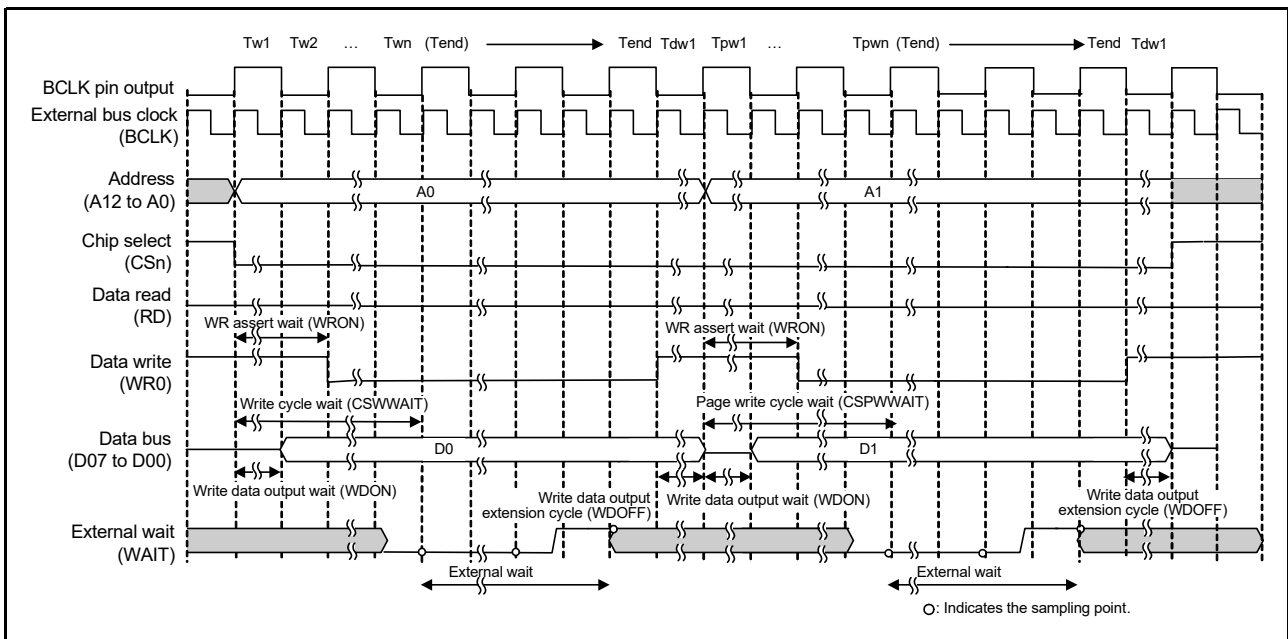 Tw1 Tw2 … Twn (Tend) Tend Tdw1 Tpw1 … Tpwn (Tend) Tend Tdw1
BCLK pin output
External bus clock
(BCLK)
Address
(A12 to A0)
A0 A1
Chip select
(CSn)
Data read
(RD)
WR assert wait (WRON) WR assert wait (WRON)
Data write
(WR0)
Write cycle wait (CSWWAIT) Page write cycle wait (CSPWWAIT)
Data bus
(D07 to D00)
D0 D1
Write data output wait (WDON) Write data output wait (WDON)
Write data output
extension cycle (WDOFF)
Write data output
extension cycle (WDOFF)
External wait
(WAIT)
External wait External wait
: Indicates the sampling point.